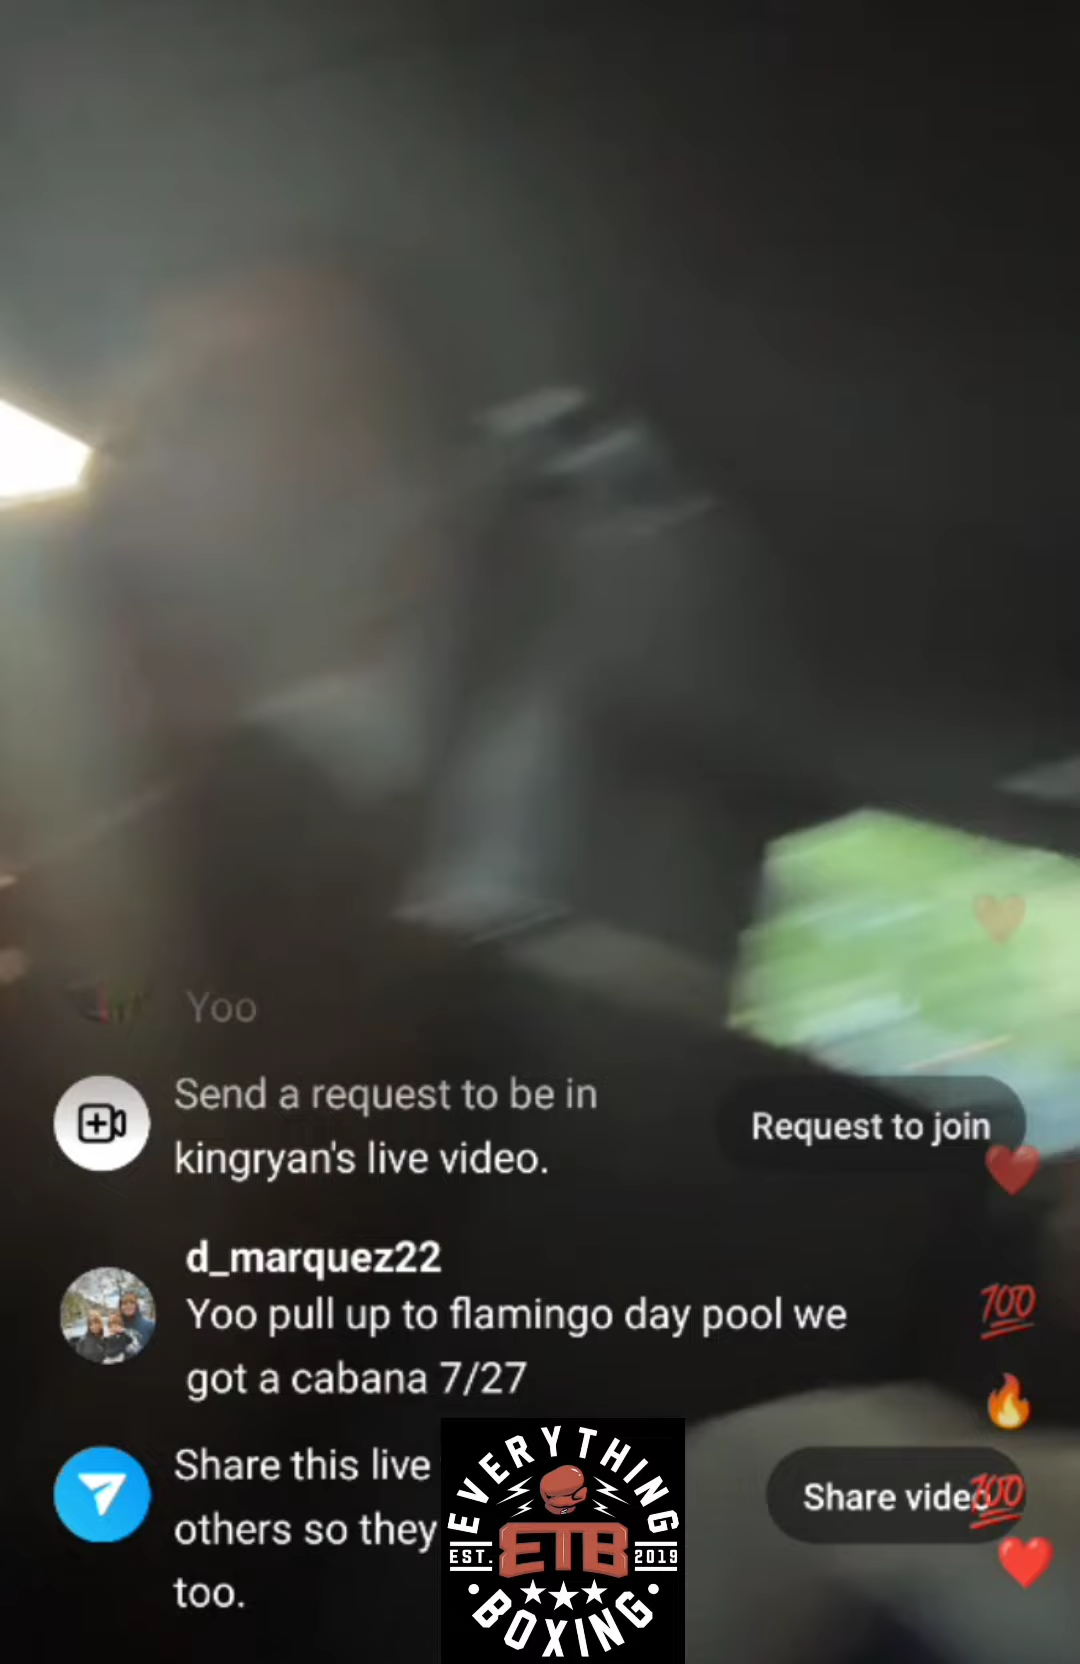 Yoo
Send a request to be in
kingryan's live video.
Request to join
d_marquez22
Yoo pull up to flamingo day pool we
got a cabana 7/27
Share this live
others so they
too.
Share video
EVERYTHING
EST. ETB 2019
BOXING